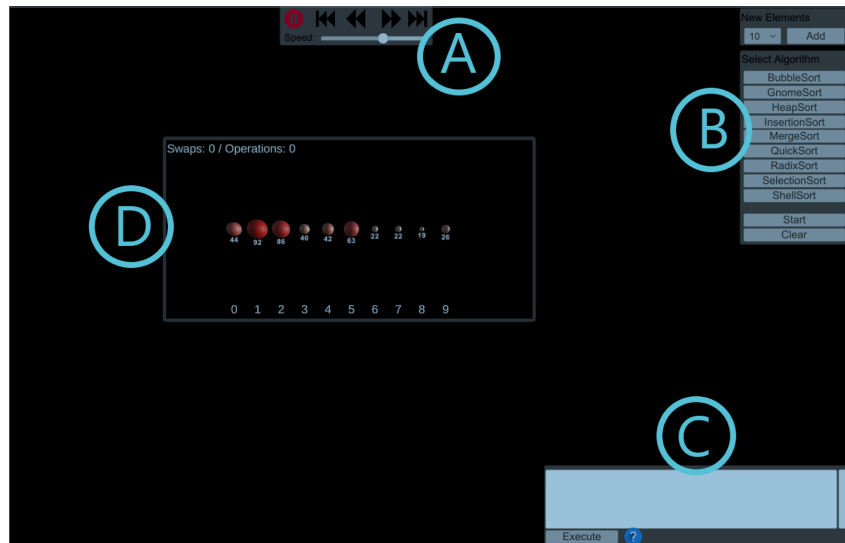 Speed:
A
New Elements
10 Add
Select Algorithm
BubbleSort
GnomeSort
HeapSort
InsertionSort
MergeSort
QuickSort
RadixSort
SelectionSort
ShellSort
Start
Clear
B
Swaps: 0 / Operations: 0
D
44 92 86 40 42 63 22 22 19 26
0 1 2 3 4 5 6 7 8 9
C
Execute ?